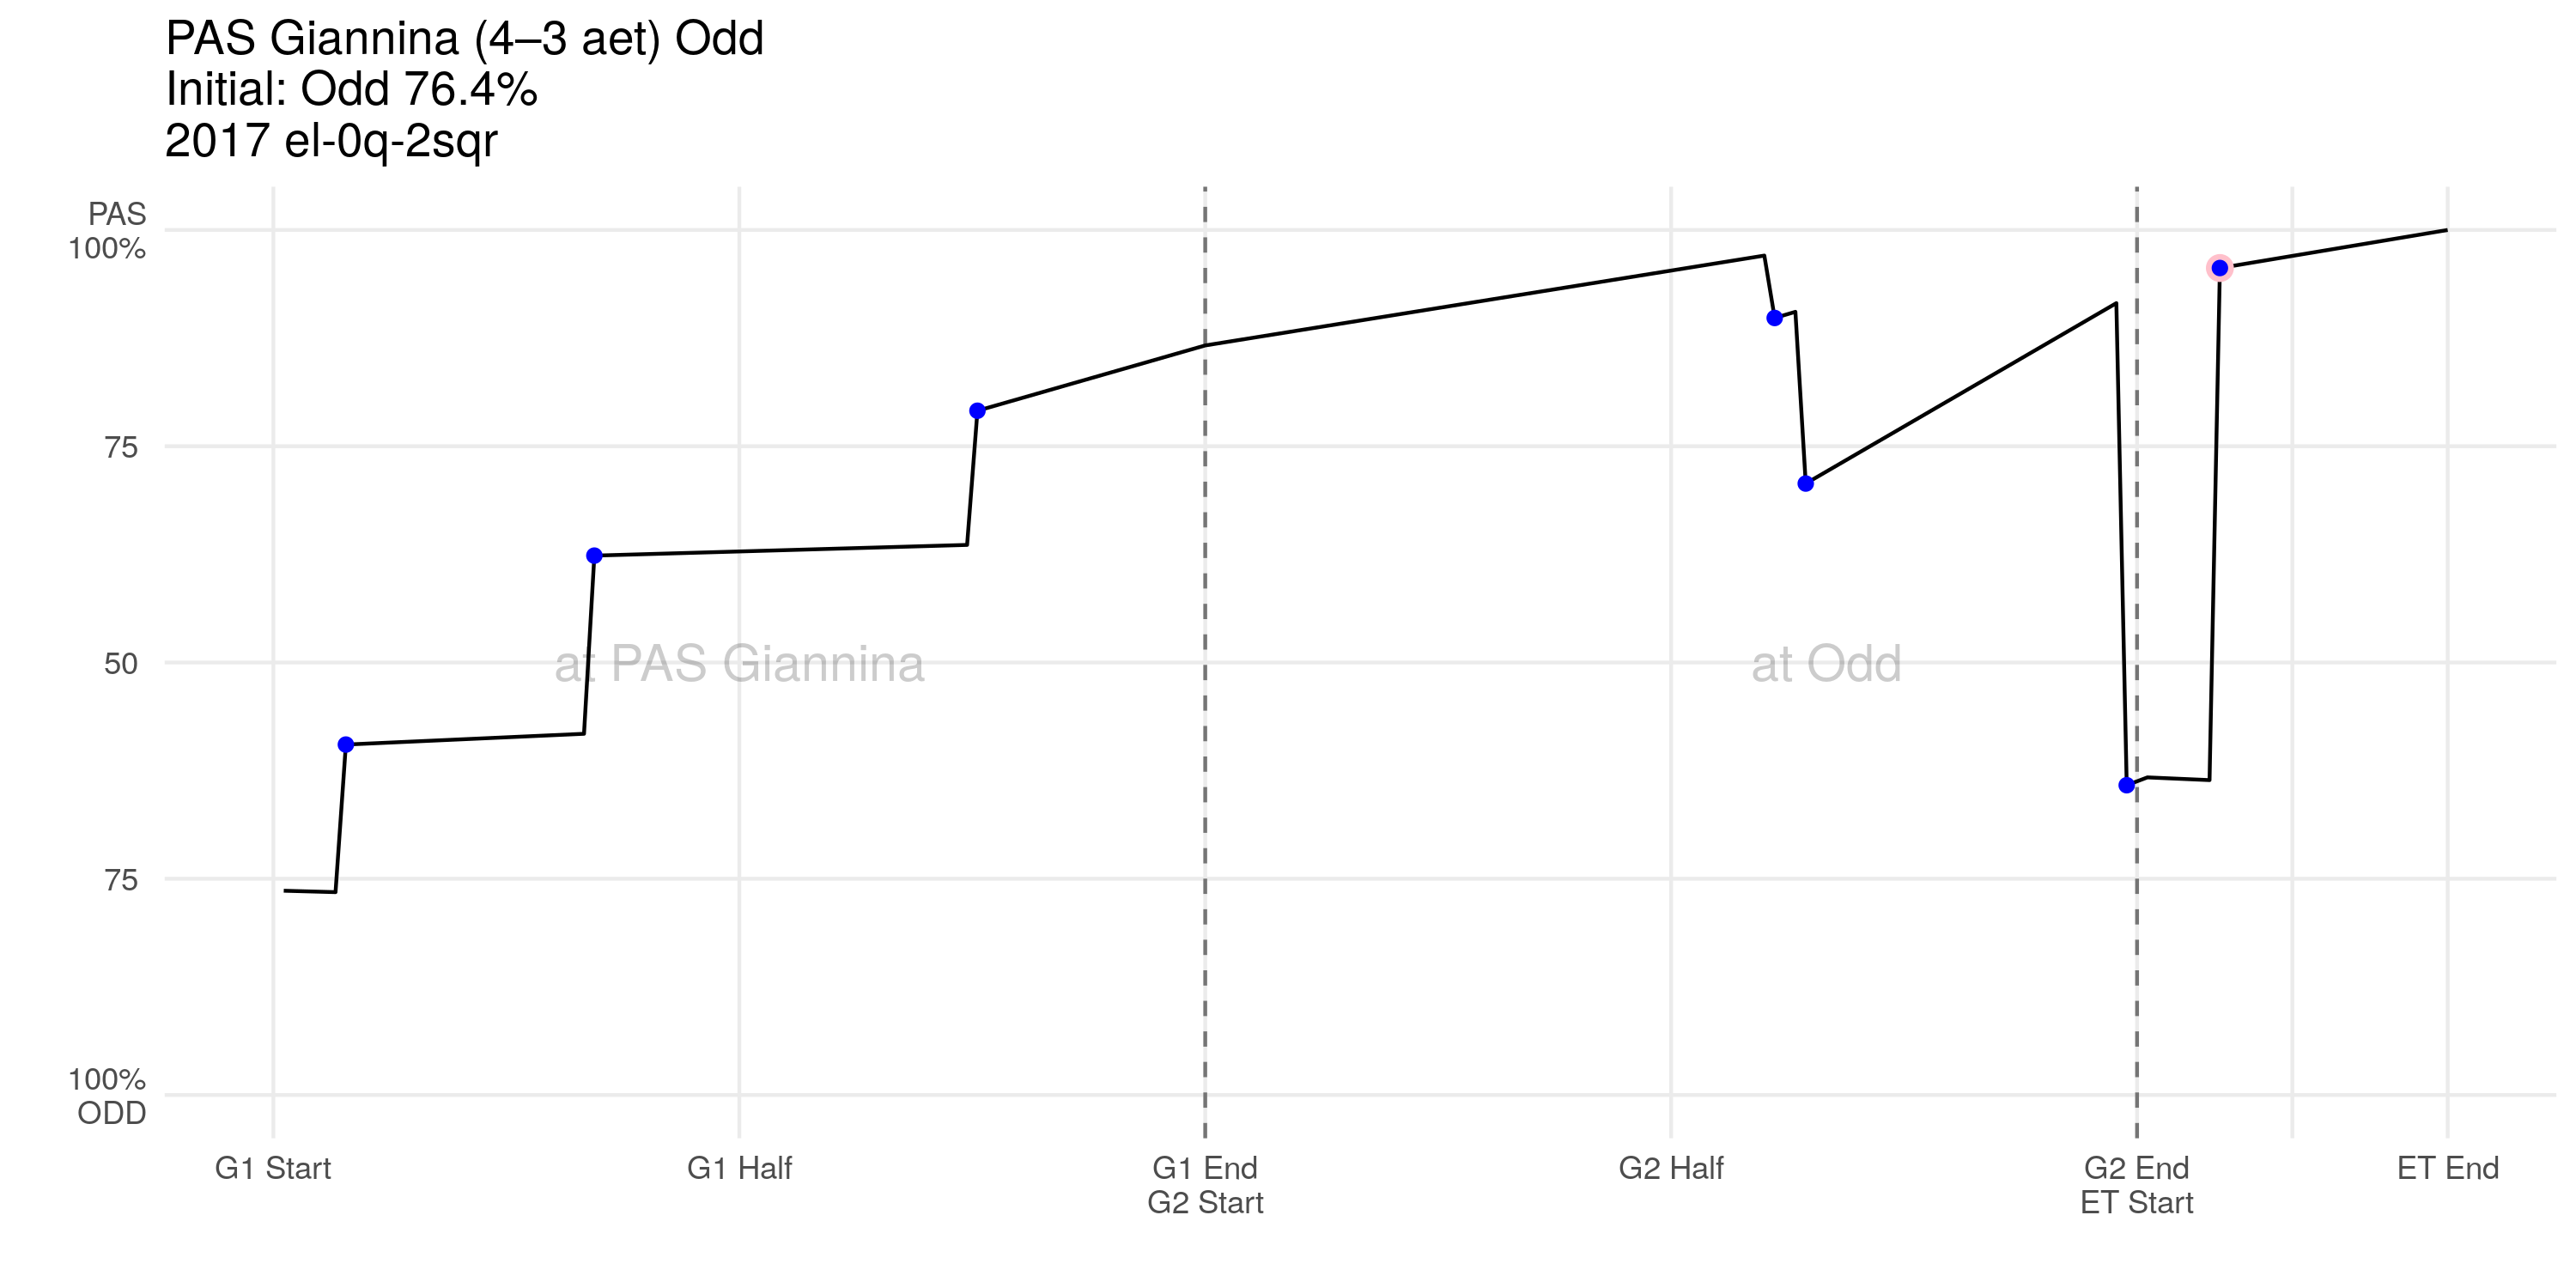 PAS Giannina (4–3 aet) Odd
Initial: Odd 76.4%
2017 el-0q-2sqr
PAS
100%
75
50
75
100%
ODD
at PAS Giannina
at Odd
G1 Start
G1 Half
G1 End
G2 Start
G2 Half
G2 End
ET Start
ET End